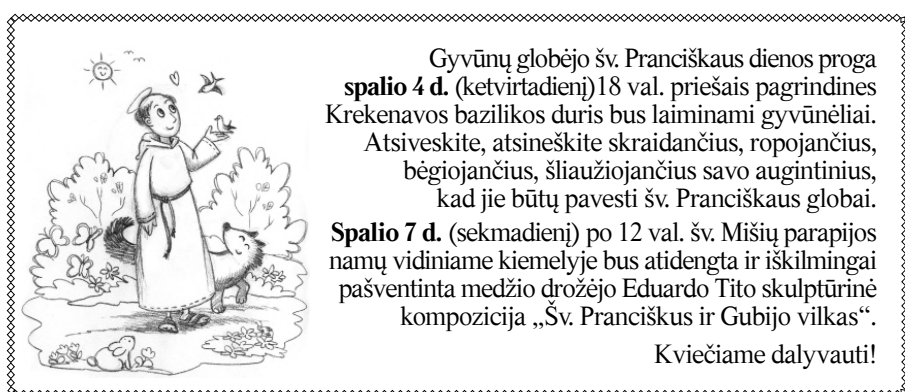 Gyvūnų globėjo šv. Pranciškaus dienos proga
spalio 4 d. (ketvirtadienį)18 val. priešais pagrindines
Krekenavos bazilikos duris bus laiminami gyvūnėliai.
Atsiveskite, atsineškite skraidančius, ropojančius,
bėgiojančius, šliaužiojančius savo augintinius,
kad jie būtų pavesti šv. Pranciškaus globai.
Spalio 7 d. (sekmadienį) po 12 val. šv. Mišių parapijos
namų vidiniame kiemelyje bus atidengta ir iškilmingai
pašventinta medžio drožėjo Eduardo Tito skulptūrinė
kompozicija „Šv. Pranciškus ir Gubijo vilkas“.
Kviečiame dalyvauti!